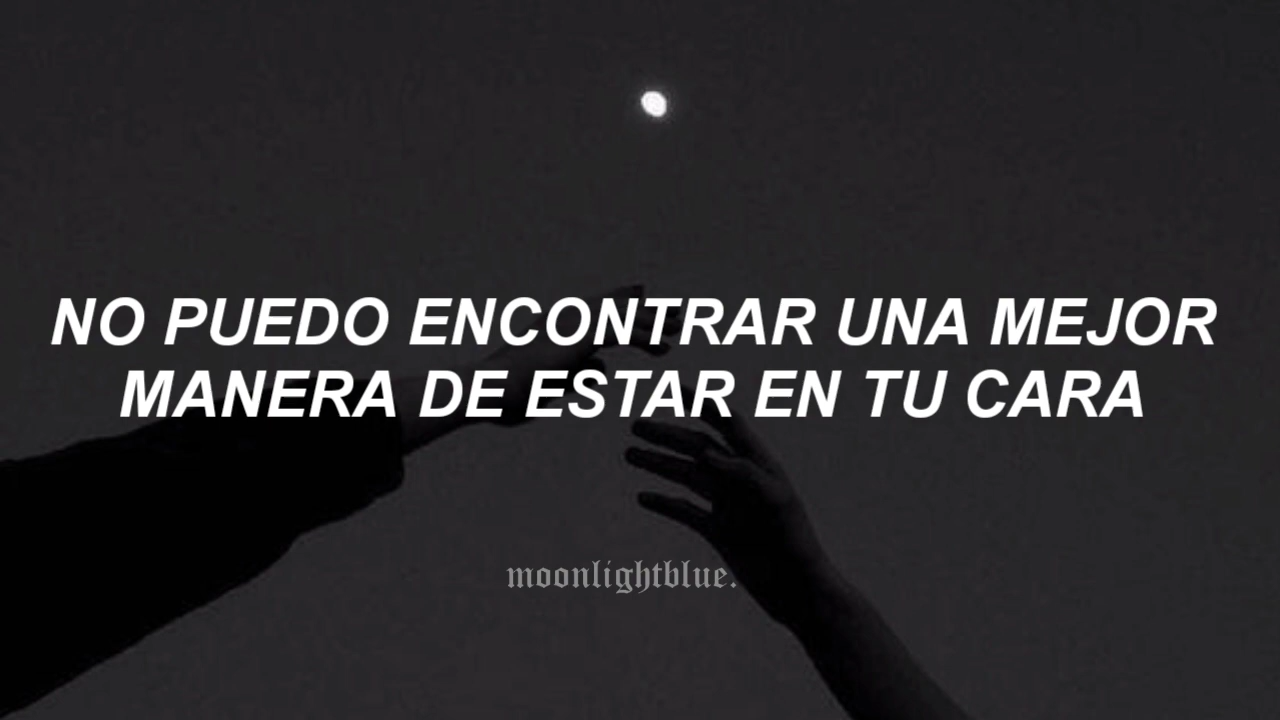 NO PUEDO ENCONTRAR UNA MEJOR
MANERA DE ESTAR EN TU CARA
moonlightblue.